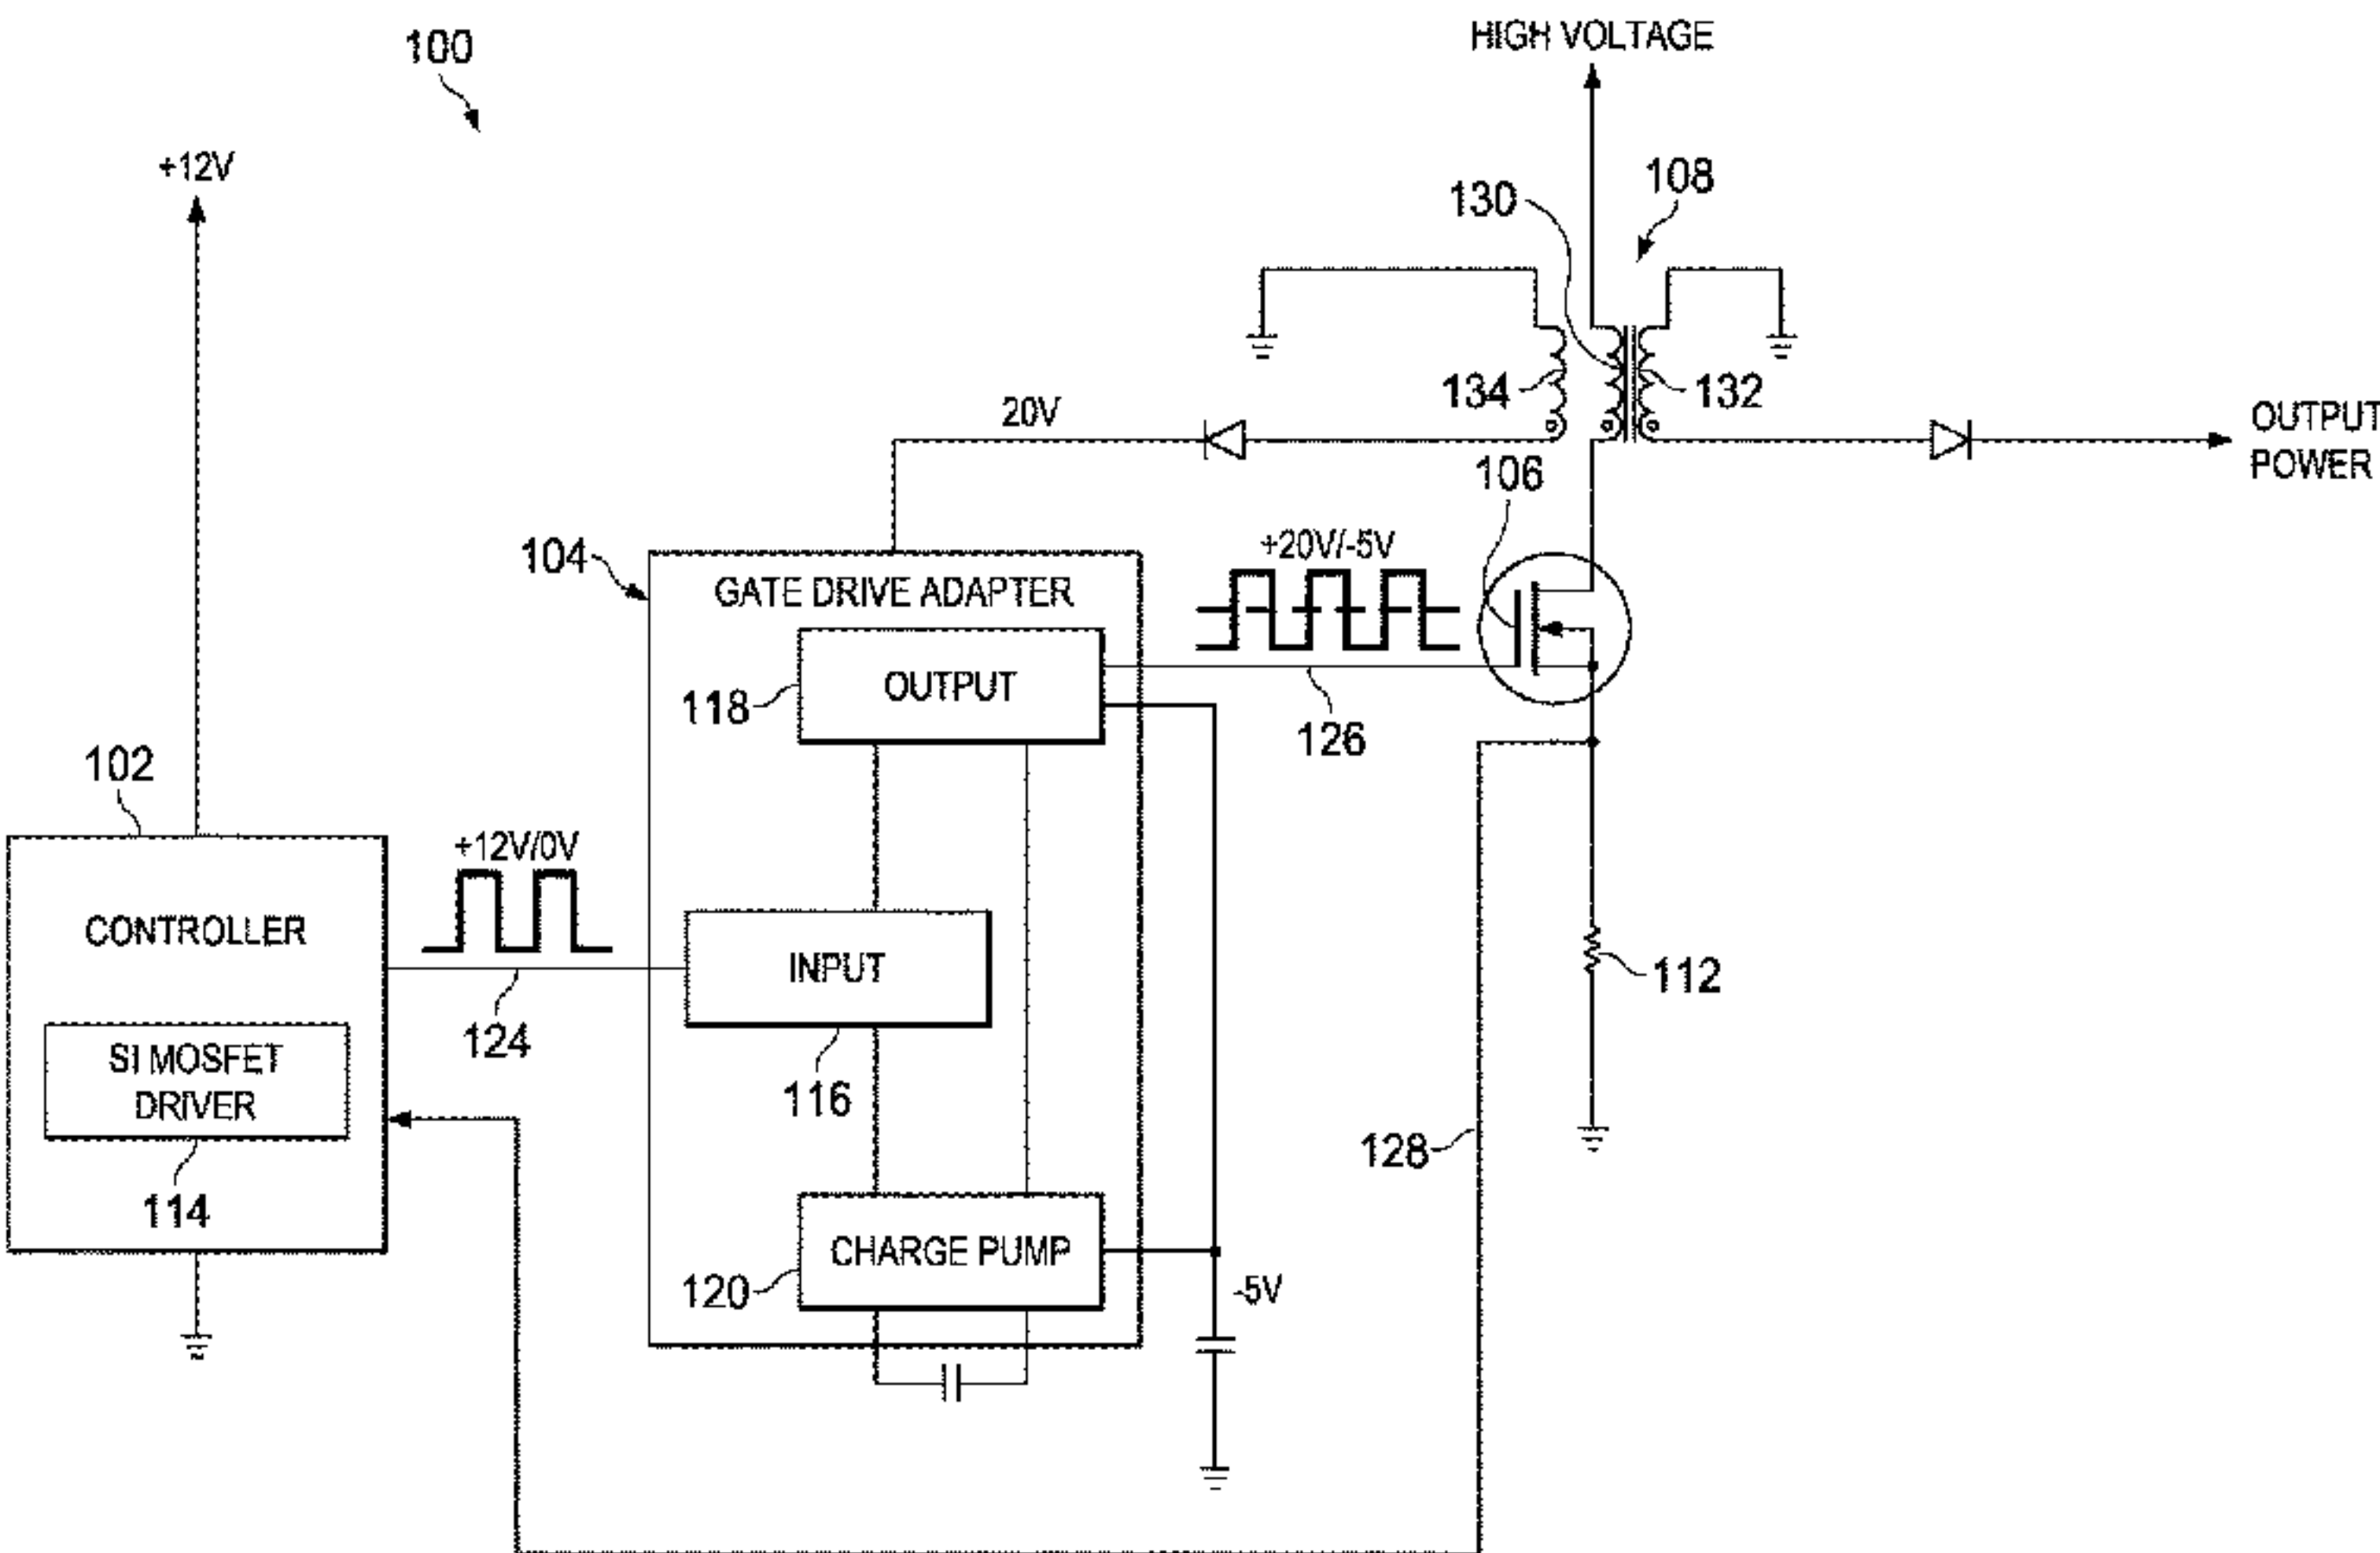 HIGH VOLTAGE
100
+12V
108
130
134
132
20V
OUTPUT
POWER
106
104
+20V/-5V
GATE DRIVE ADAPTER
OUTPUT
118
126
102
+12V/0V
CONTROLLER
INPUT
112
124
SI MOSFET
DRIVER
116
128
114
CHARGE PUMP
120
-5V